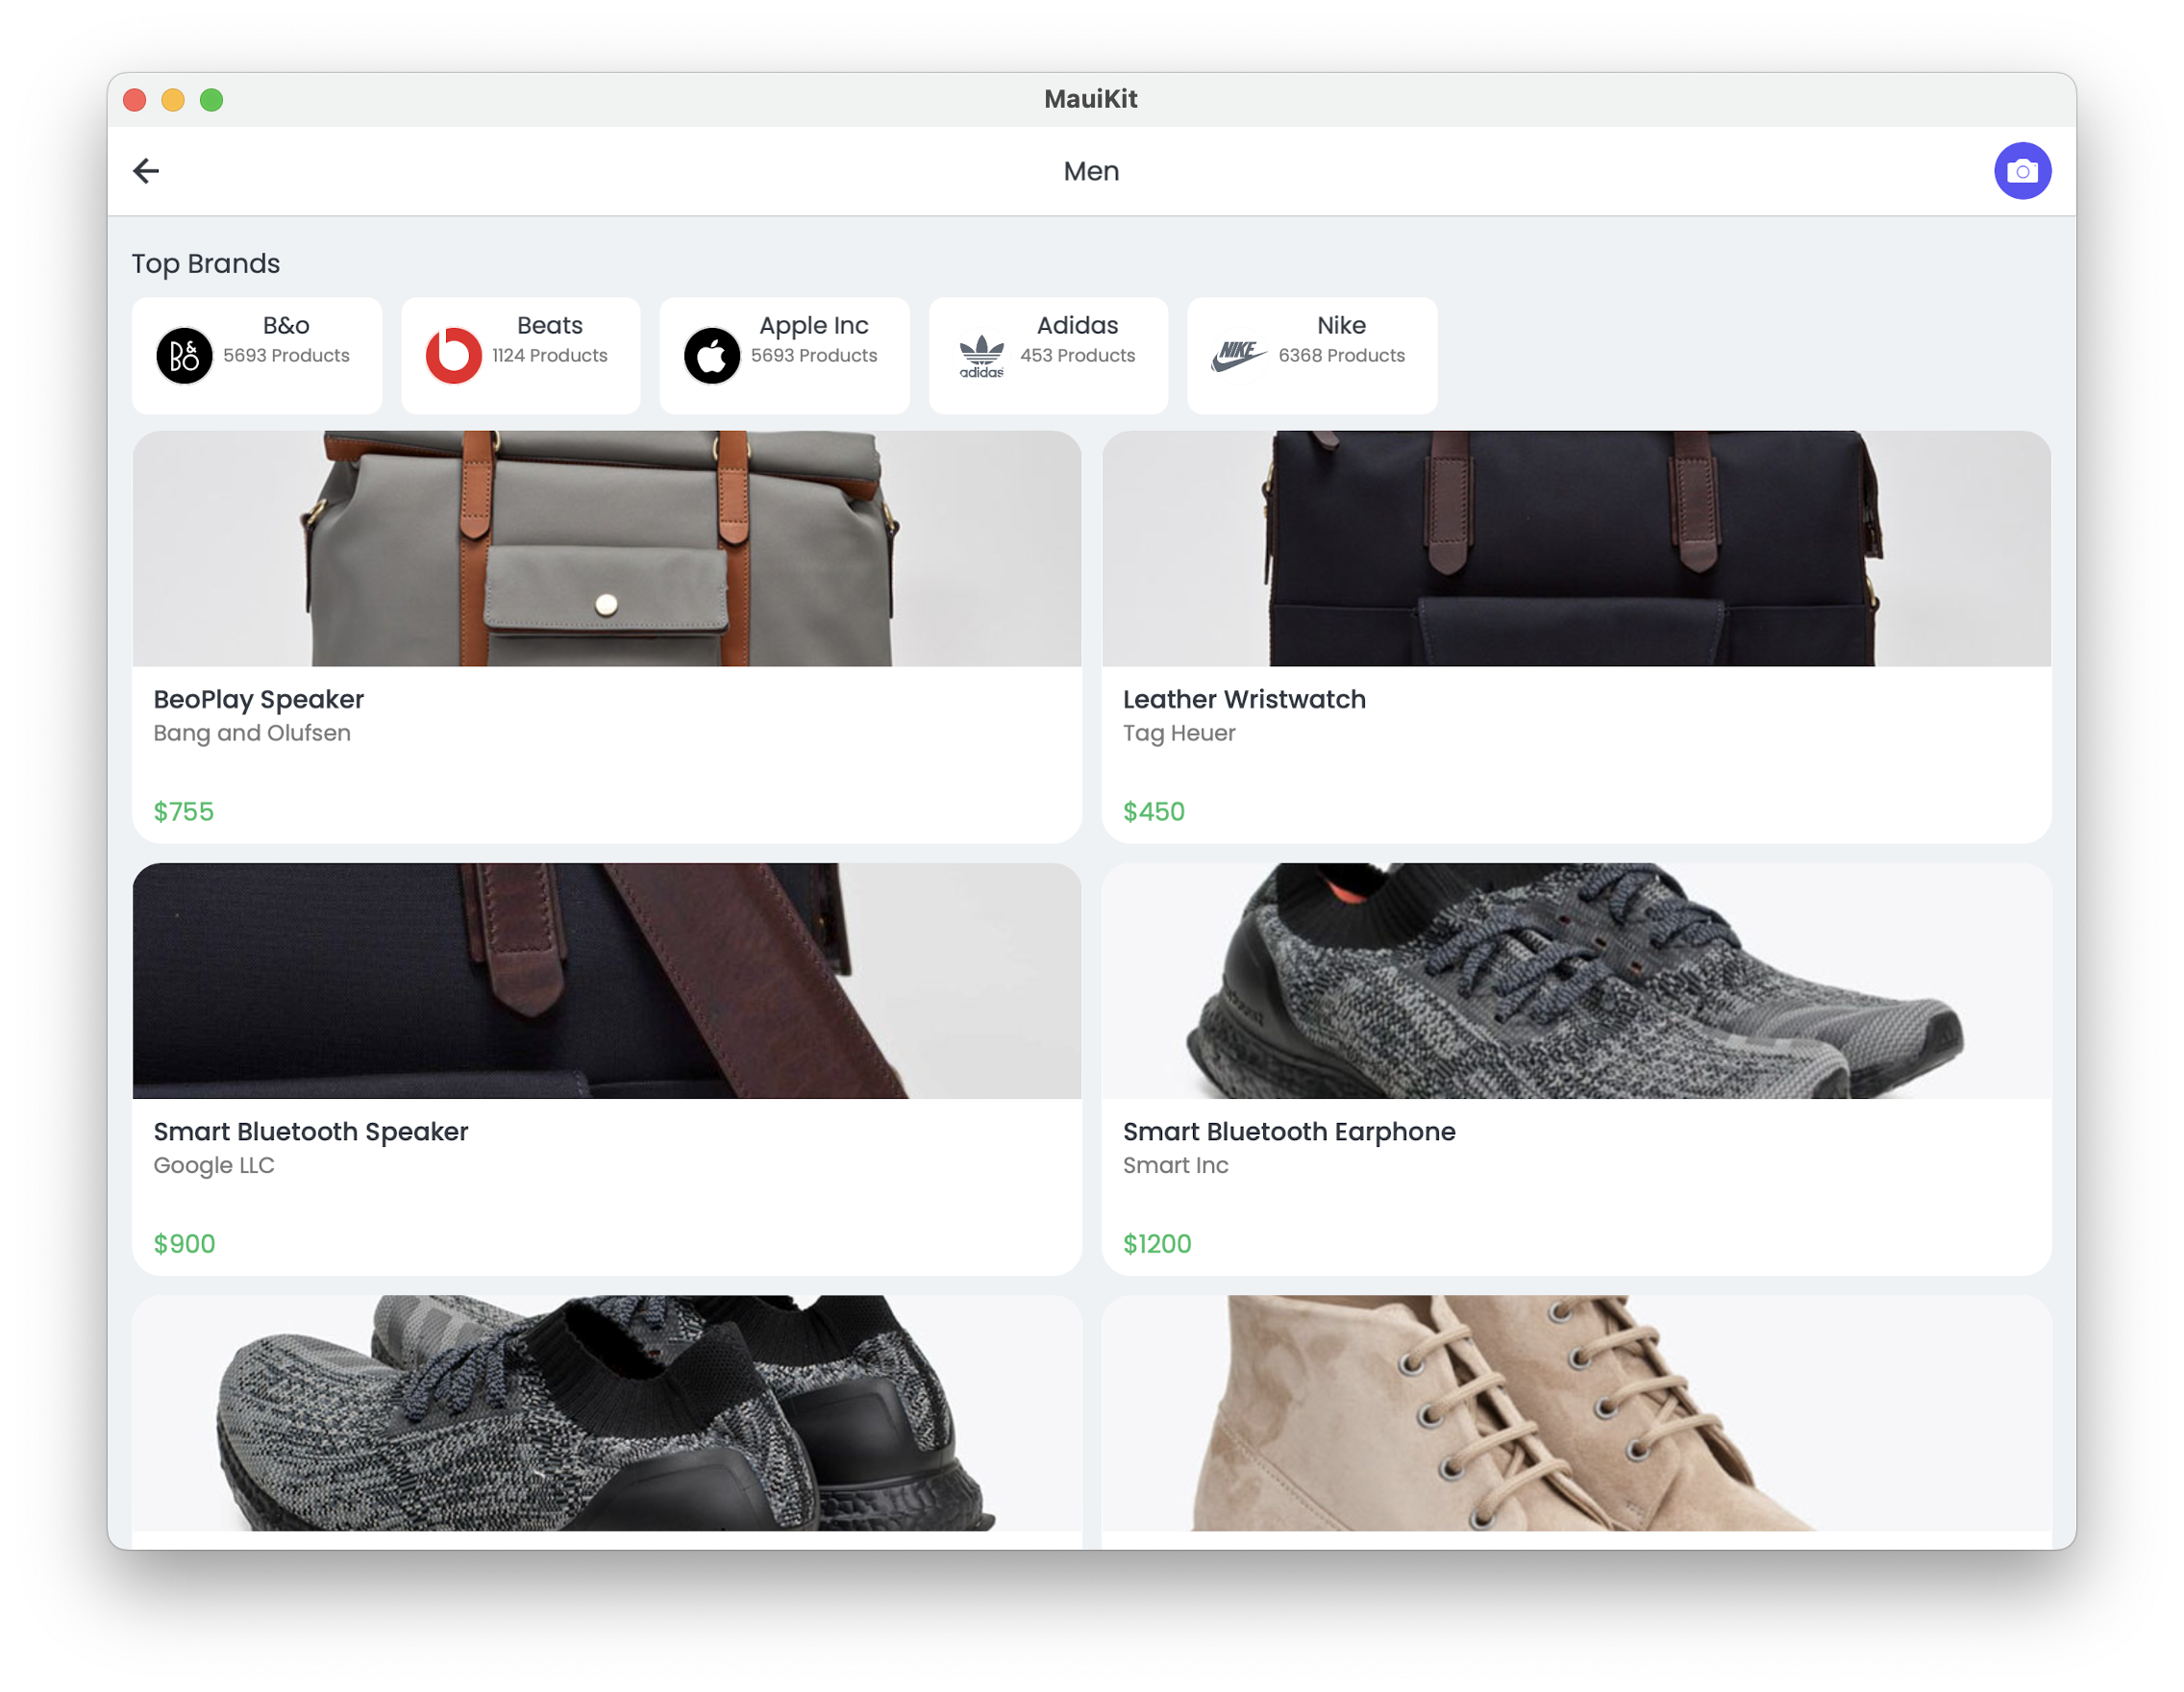 MauiKit
Men
Top Brands
B&O
B&o
5693 Products
Beats
1124 Products
Apple Inc
5693 Products
adidas
Adidas
453 Products
NIKE
Nike
6368 Products
BeoPlay Speaker
Bang and Olufsen
$755
Leather Wristwatch
Tag Heuer
$450
Smart Bluetooth Speaker
Google LLC
$900
Smart Bluetooth Earphone
Smart Inc
$1200